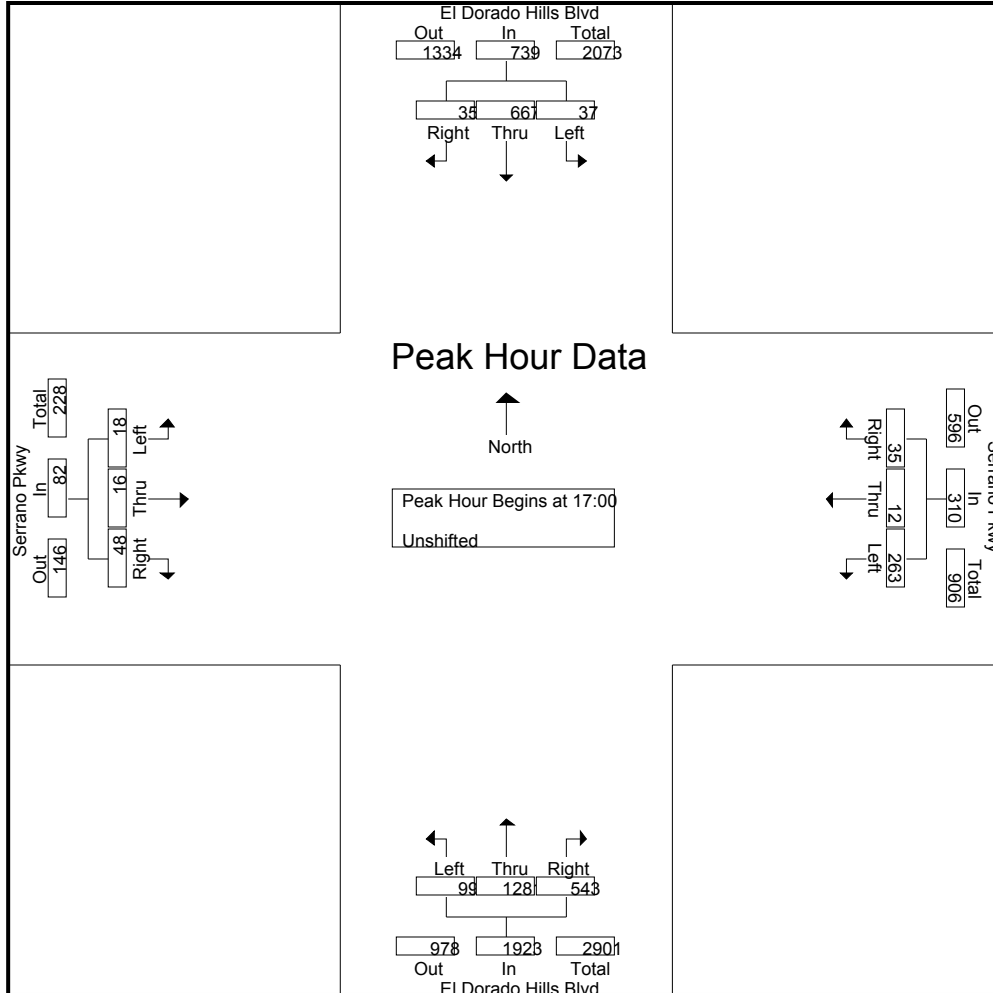 El Dorado Hills Blvd
Out In Total
1334 739 2073
35 667 37
Right Thru Left
Peak Hour Data
North
Peak Hour Begins at 17:00
Unshifted
Serrano Pkwy
Total In Out
228 82 146
18 16 48
Left Thru Right
Right Thru Left
35 12 263
596 310 906
Out In Total
Serrano Pkwy
Left Thru Right
99 1281 543
978 1923 2901
Out In Total
El Dorado Hills Blvd